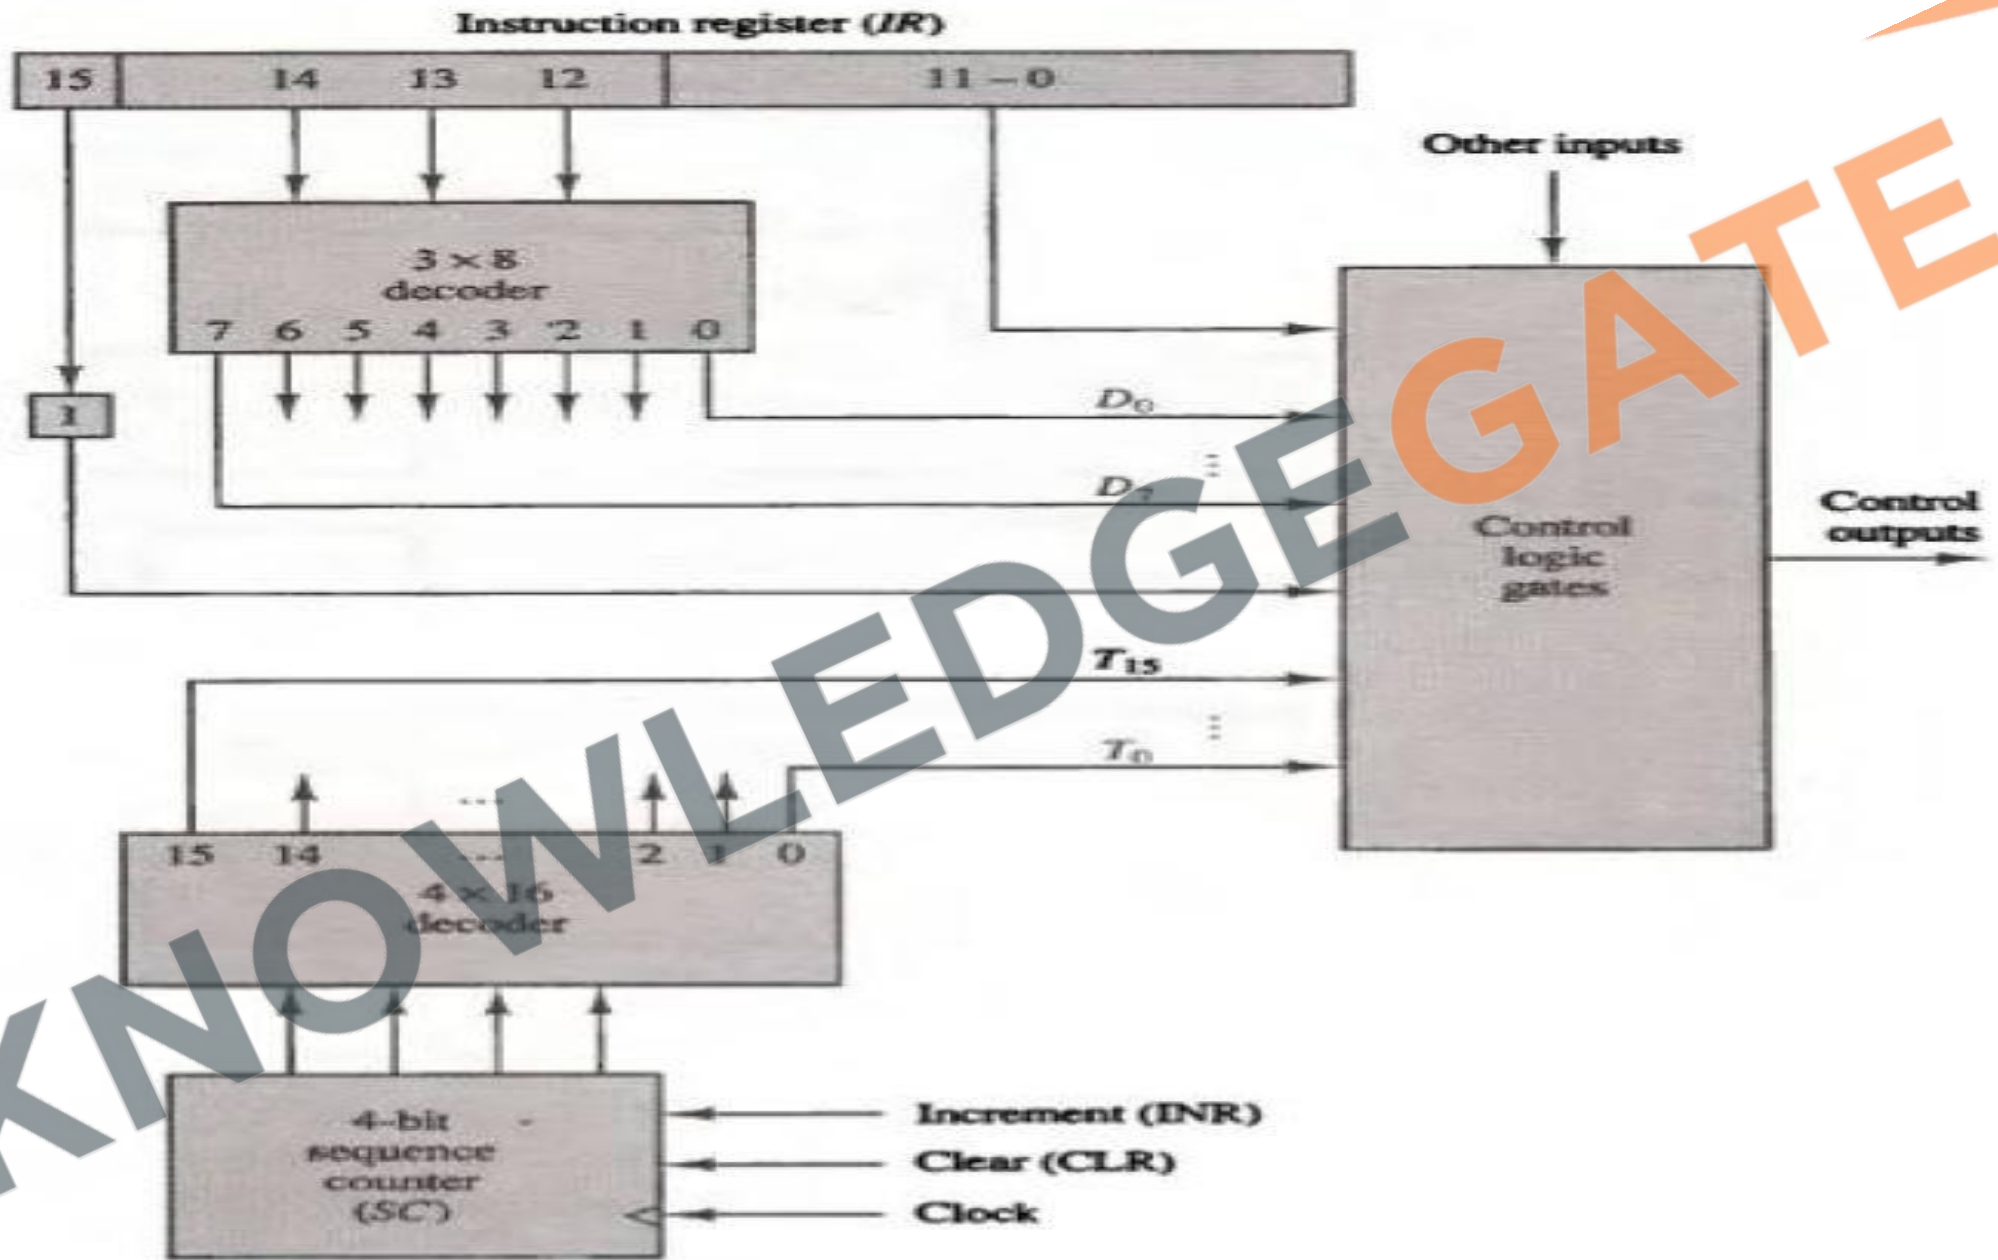 Instruction register (IR)
15 14 13 12 11 – 0
Other inputs
3 × 8
decoder
7 6 5 4 3 2 1 0
I
D0
D7
Control
logic
gates
Control
outputs
T15
T0
15 14 ... 2 1 0
4 × 16
decoder
4-bit
sequence
counter
(SC)
Increment (INR)
Clear (CLR)
Clock
KNOWLEDGEGATE